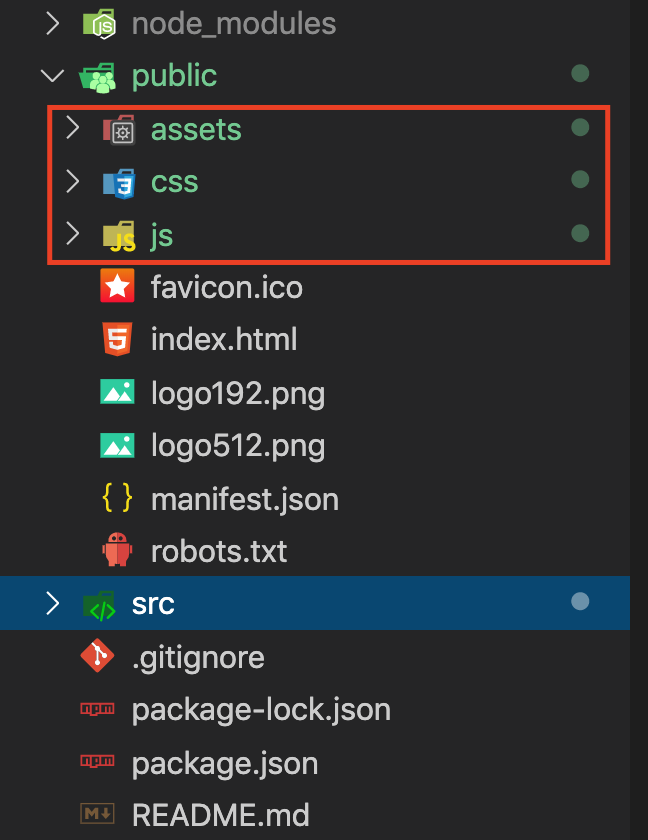 node_modules
public
assets
css
js
favicon.ico
index.html
logo192.png
logo512.png
manifest.json
robots.txt
src
.gitignore
package-lock.json
package.json
README.md